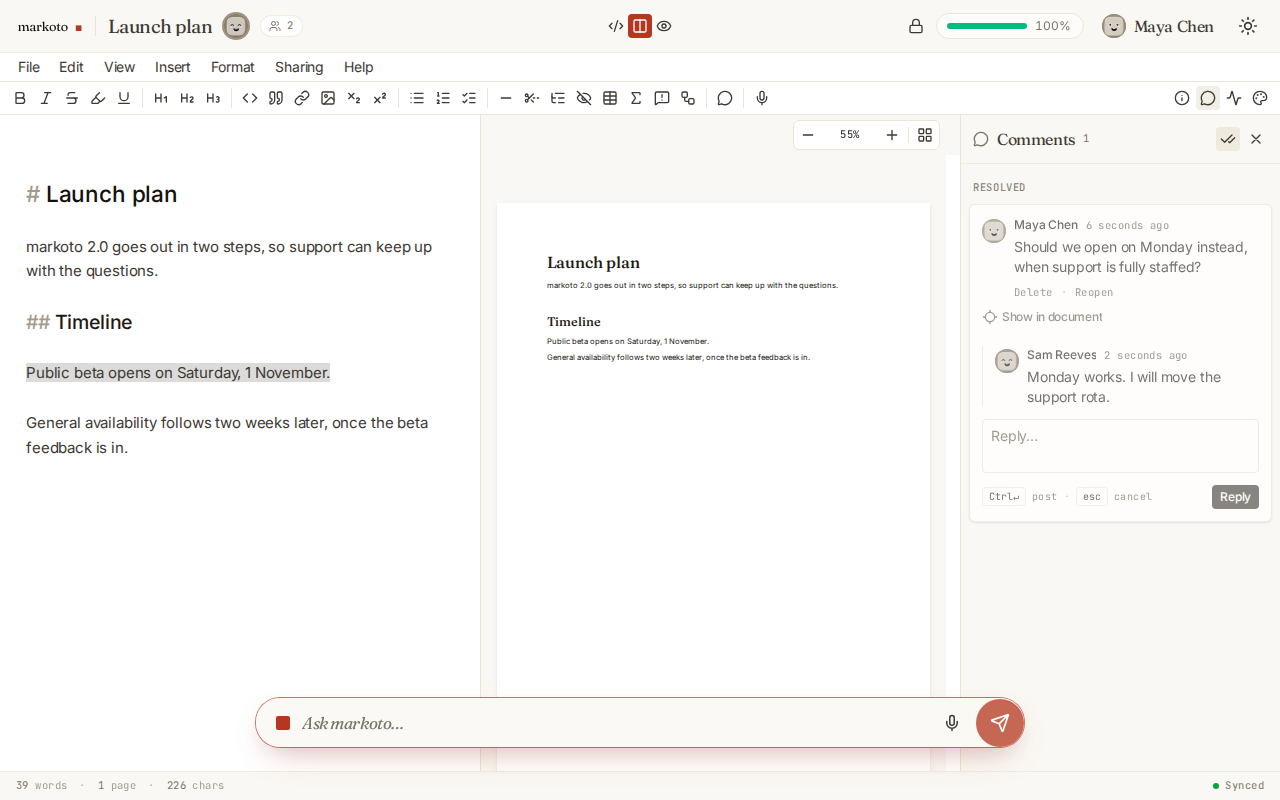 markoto
Launch plan
2
100%
Maya Chen
File Edit View Insert Format Sharing Help
H1 H2 H3
55%
Comments 1
# Launch plan
markoto 2.0 goes out in two steps, so support can keep up
with the questions.
## Timeline
Public beta opens on Saturday, 1 November.
General availability follows two weeks later, once the beta
feedback is in.
Launch plan
markoto 2.0 goes out in two steps, so support can keep up with the questions.
Timeline
Public beta opens on Saturday, 1 November.
General availability follows two weeks later, once the beta feedback is in.
RESOLVED
Maya Chen 6 seconds ago
Should we open on Monday instead,
when support is fully staffed?
Delete · Reopen
Show in document
Sam Reeves 2 seconds ago
Monday works. I will move the
support rota.
Reply...
Ctrl↵ post · esc cancel
Reply
Ask markoto...
39 words · 1 page · 226 chars
Synced